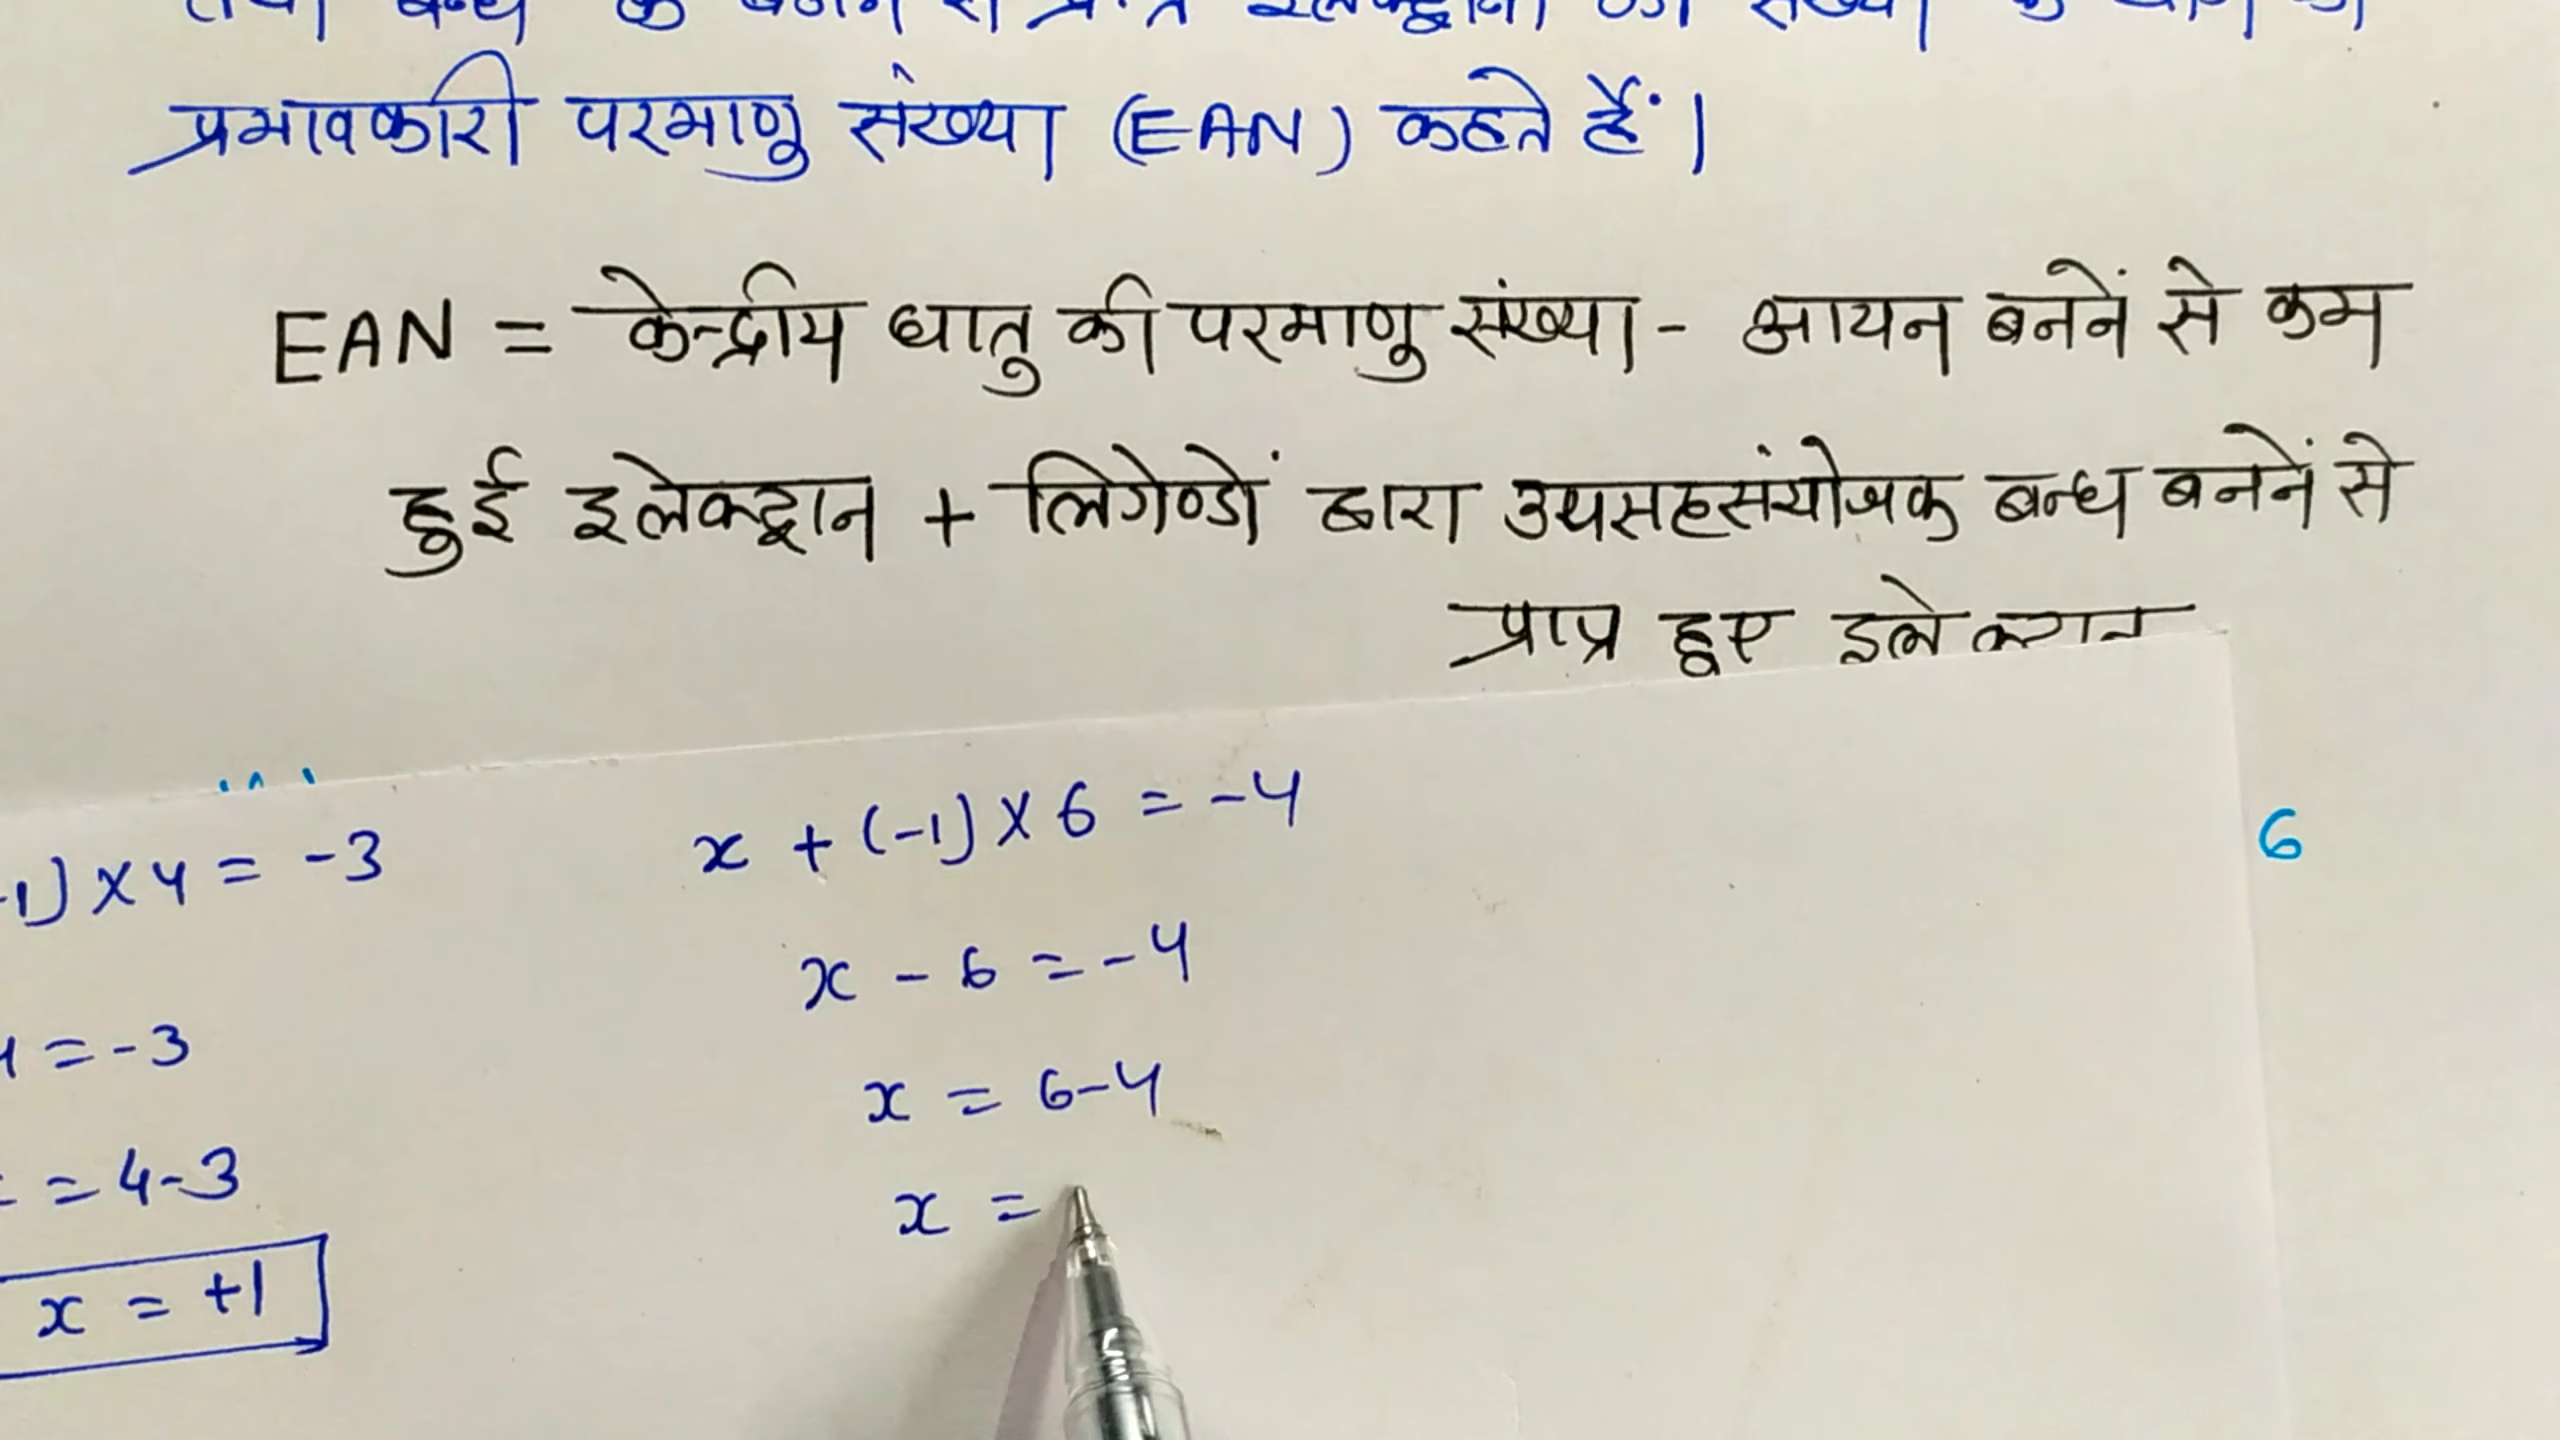 प्रभावकारी परमाणु संख्या (EAN) कहते हैं।
EAN = केन्द्रीय धातु की परमाणु संख्या - आयन बननें से कम
हुई इलेक्ट्रान + लिगेण्डों द्वारा उपसहसंयोजक बन्ध बननें से
प्राप्त हुए
-1) × 4 = -3
= -3
= 4-3
x = +1
x + (-1) × 6 = -4
x - 6 = -4
x = 6-4
x =
6